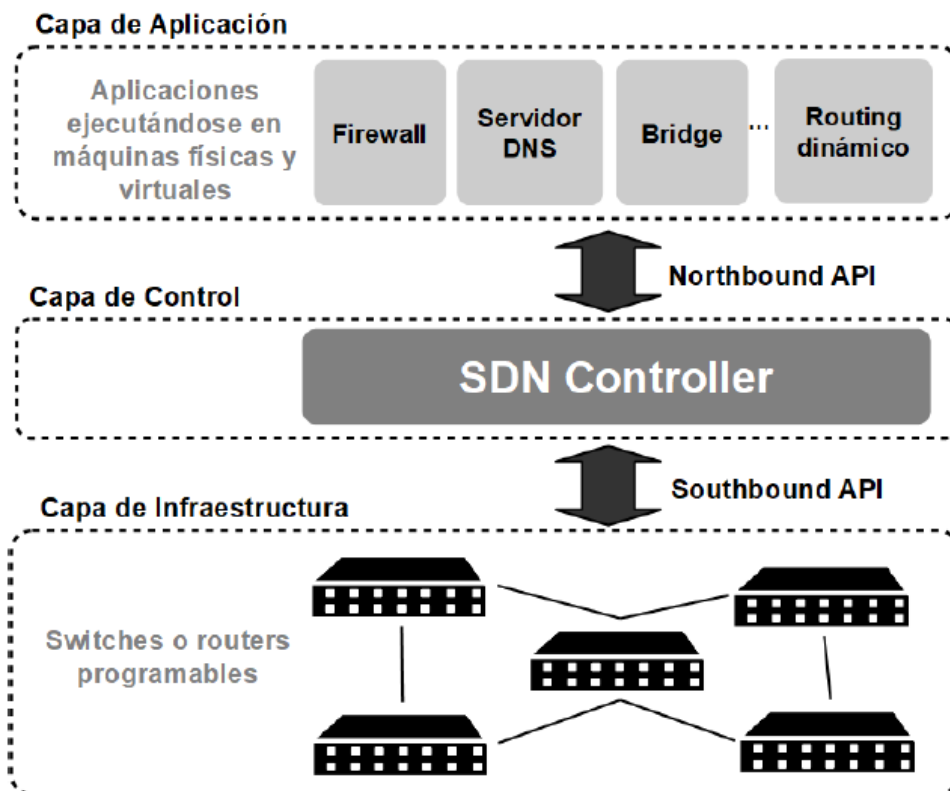 Capa de Aplicación
Aplicaciones
ejecutándose en
máquinas físicas y
virtuales
Firewall
Servidor
DNS
Bridge
...
Routing
dinámico
Northbound API
Capa de Control
SDN Controller
Southbound API
Capa de Infraestructura
Switches o routers
programables